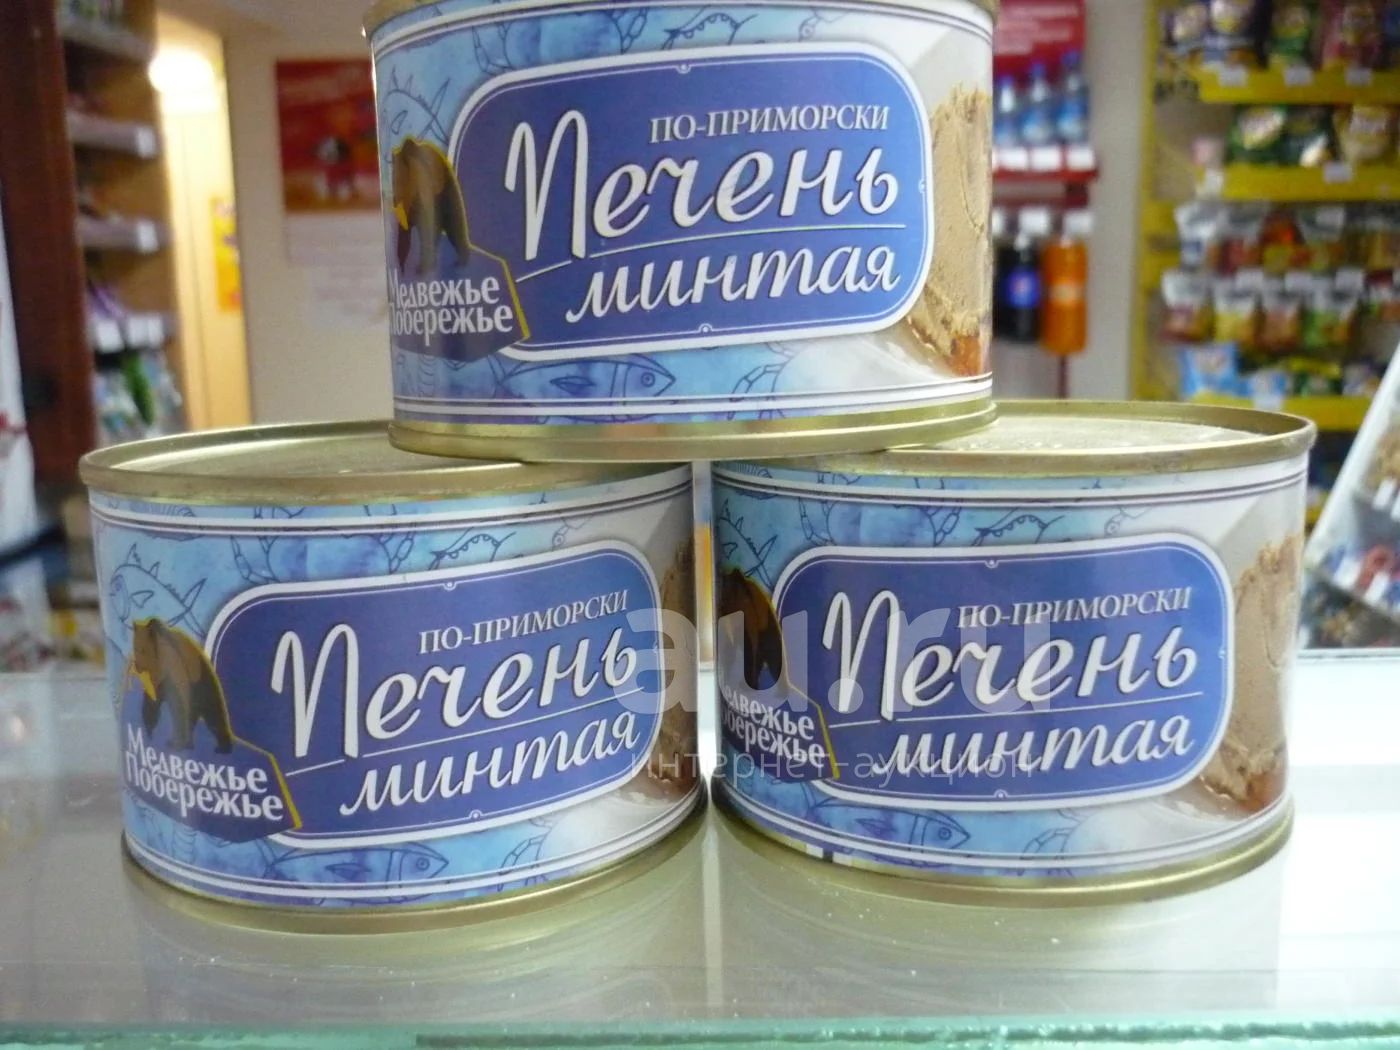 ПО-ПРИМОРСКИ
Печень
минтая
Медвежье
Побережье
ПО-ПРИМОРСКИ
Печень
минтая
Медвежье
Побережье
ПО-ПРИМОРСКИ
Печень
минтая
Медвежье
Побережье
au.ru
интернет-аукцион